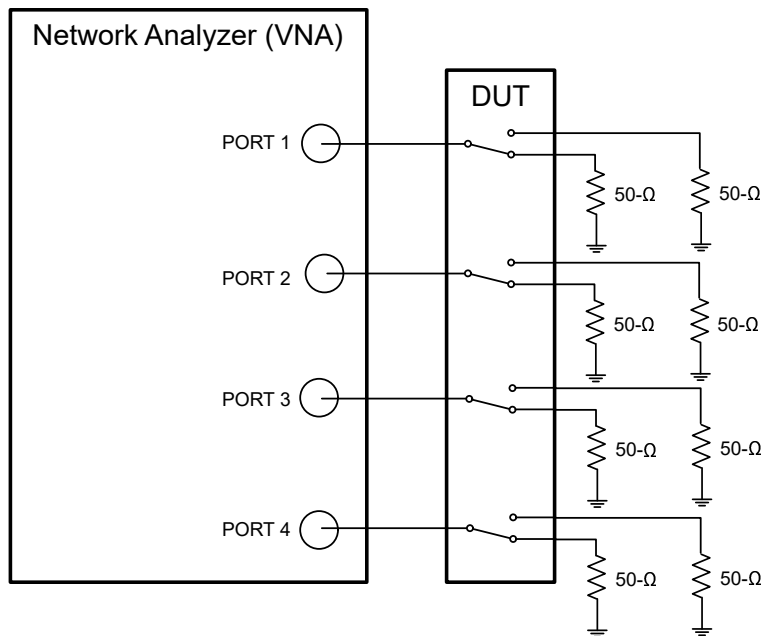 Network Analyzer (VNA)
DUT
PORT 1
50-Ω
50-Ω
PORT 2
50-Ω
50-Ω
PORT 3
50-Ω
50-Ω
PORT 4
50-Ω
50-Ω